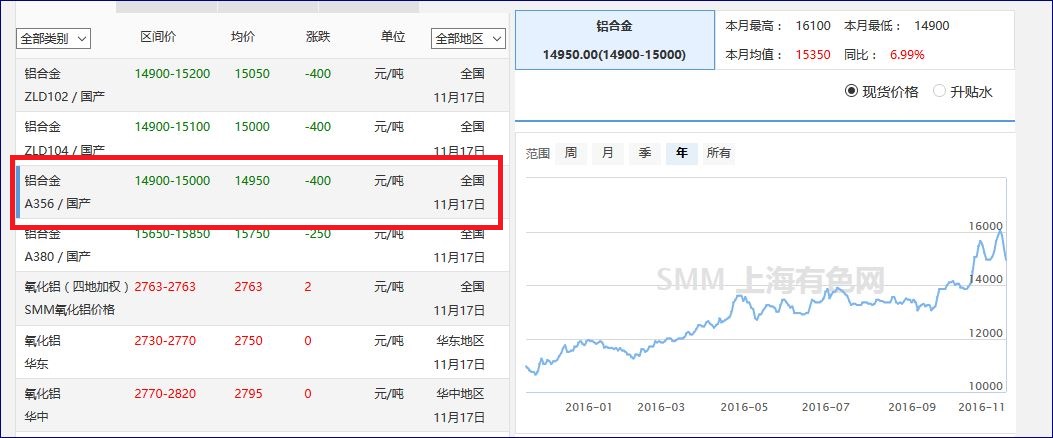 全部类别 区间价 均价 涨跌 单位 全部地区
铝合金 14900-15200 15050 -400 元/吨 全国
ZLD102 / 国产 11月17日
铝合金 14900-15100 15000 -400 元/吨 全国
ZLD104 / 国产 11月17日
铝合金 14900-15000 14950 -400 元/吨 全国
A356 / 国产 11月17日
铝合金 15650-15850 15750 -250 元/吨 全国
A380 / 国产 11月17日
氧化铝（四地加权） 2763-2763 2763 2 元/吨 全国
SMM氧化铝价格 11月17日
氧化铝 2730-2770 2750 0 元/吨 华东地区
华东 11月17日
氧化铝 2770-2820 2795 0 元/吨 华中地区
华中 11月17日
铝合金
14950.00(14900-15000)
本月最高： 16100 本月最低： 14900
本月均值： 15350 同比： 6.99%
现货价格 升贴水
范围 周 月 季 年 所有
16000
SMM 上海有色网
14000
12000
10000
2016-01 2016-03 2016-05 2016-07 2016-09 2016-11